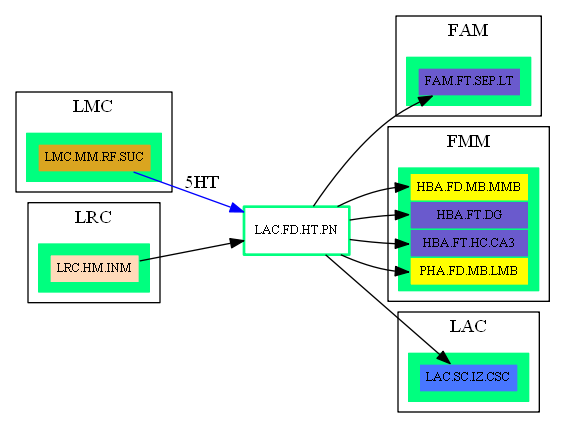 FAM
FAM.FT.SEP.LT
LMC
LMC.MM.RF.SUC
5HT
LRC
LRC.HM.INM
LAC.FD.HT.PN
FMM
HBA.FD.MB.MMB
HBA.FT.DG
HBA.FT.HC.CA3
PHA.FD.MB.LMB
LAC
LAC.SC.IZ.CSC